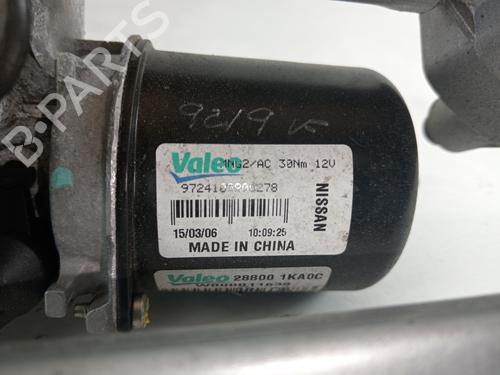 9219
Valeo MNG2/AC 30Nm 12V
NISSAN
15/03/06 10:09:25
MADE IN CHINA
Valeo 28800 1KA0C
B-PARTS